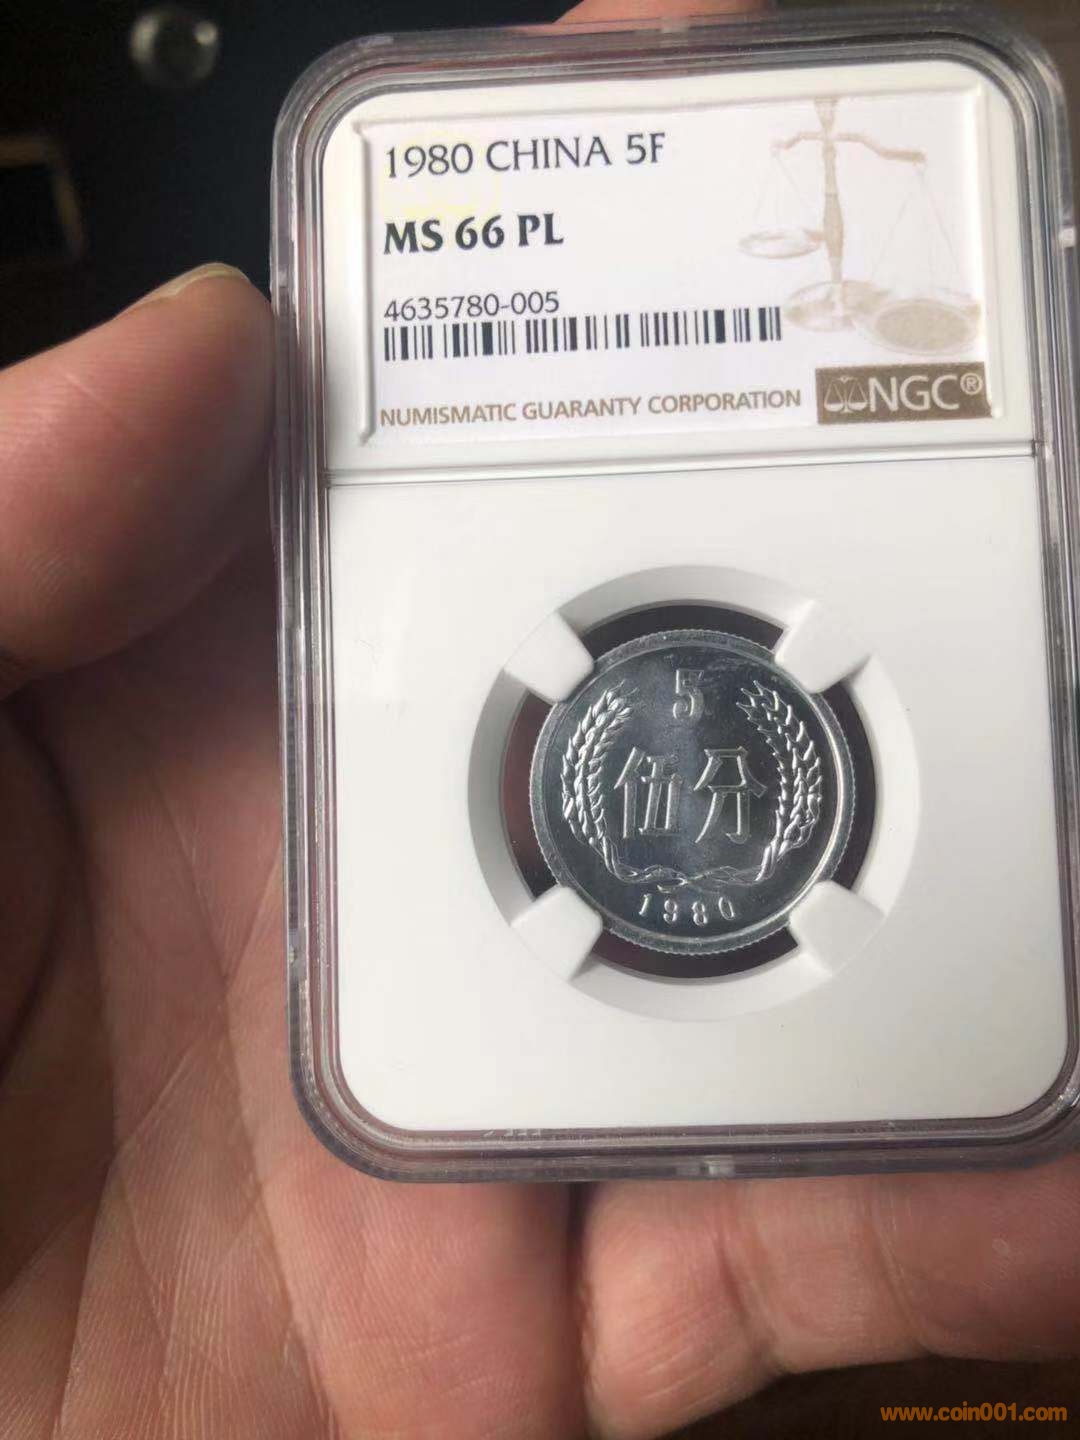 1980 CHINA 5F
MS 66 PL
4635780-005
NUMISMATIC GUARANTY CORPORATION
NGC®
5
伍分
1980
www.coin001.com